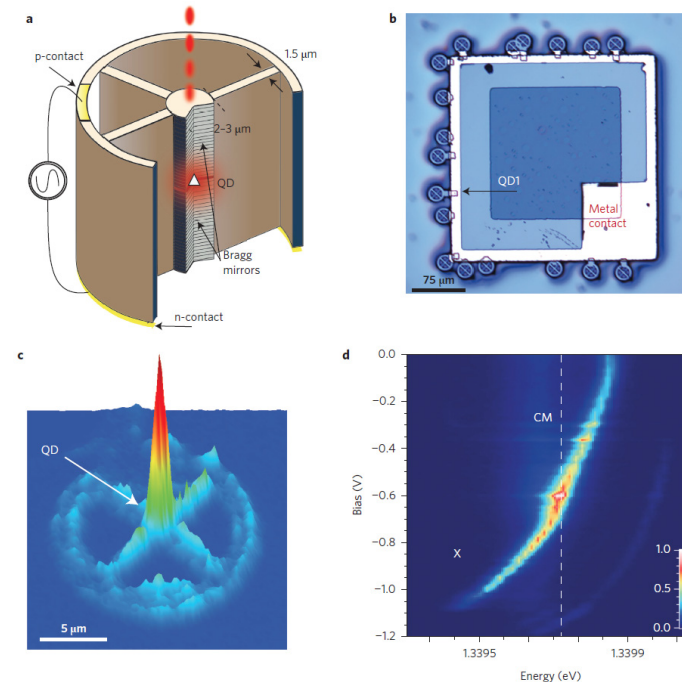 a
p-contact
1.5 μm
2–3 μm
QD
Bragg
mirrors
n-contact
b
QD1
Metal
contact
75 μm
c
QD
5 μm
d
0.0
−0.2
−0.4
−0.6
−0.8
−1.0
−1.2
Bias (V)
CM
X
1.0
0.5
0.0
1.3395
1.3399
Energy (eV)